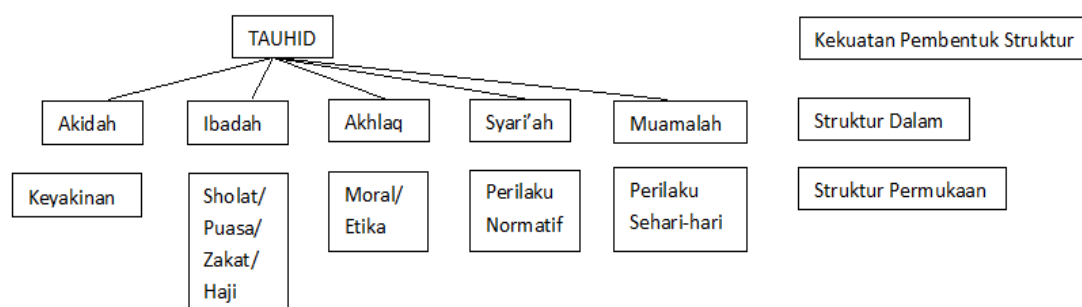 TAUHID
Kekuatan Pembentuk Struktur
Akidah
Ibadah
Akhlaq
Syari’ah
Muamalah
Struktur Dalam
Keyakinan
Sholat/
Puasa/
Zakat/
Haji
Moral/
Etika
Perilaku
Normatif
Perilaku
Sehari-hari
Struktur Permukaan